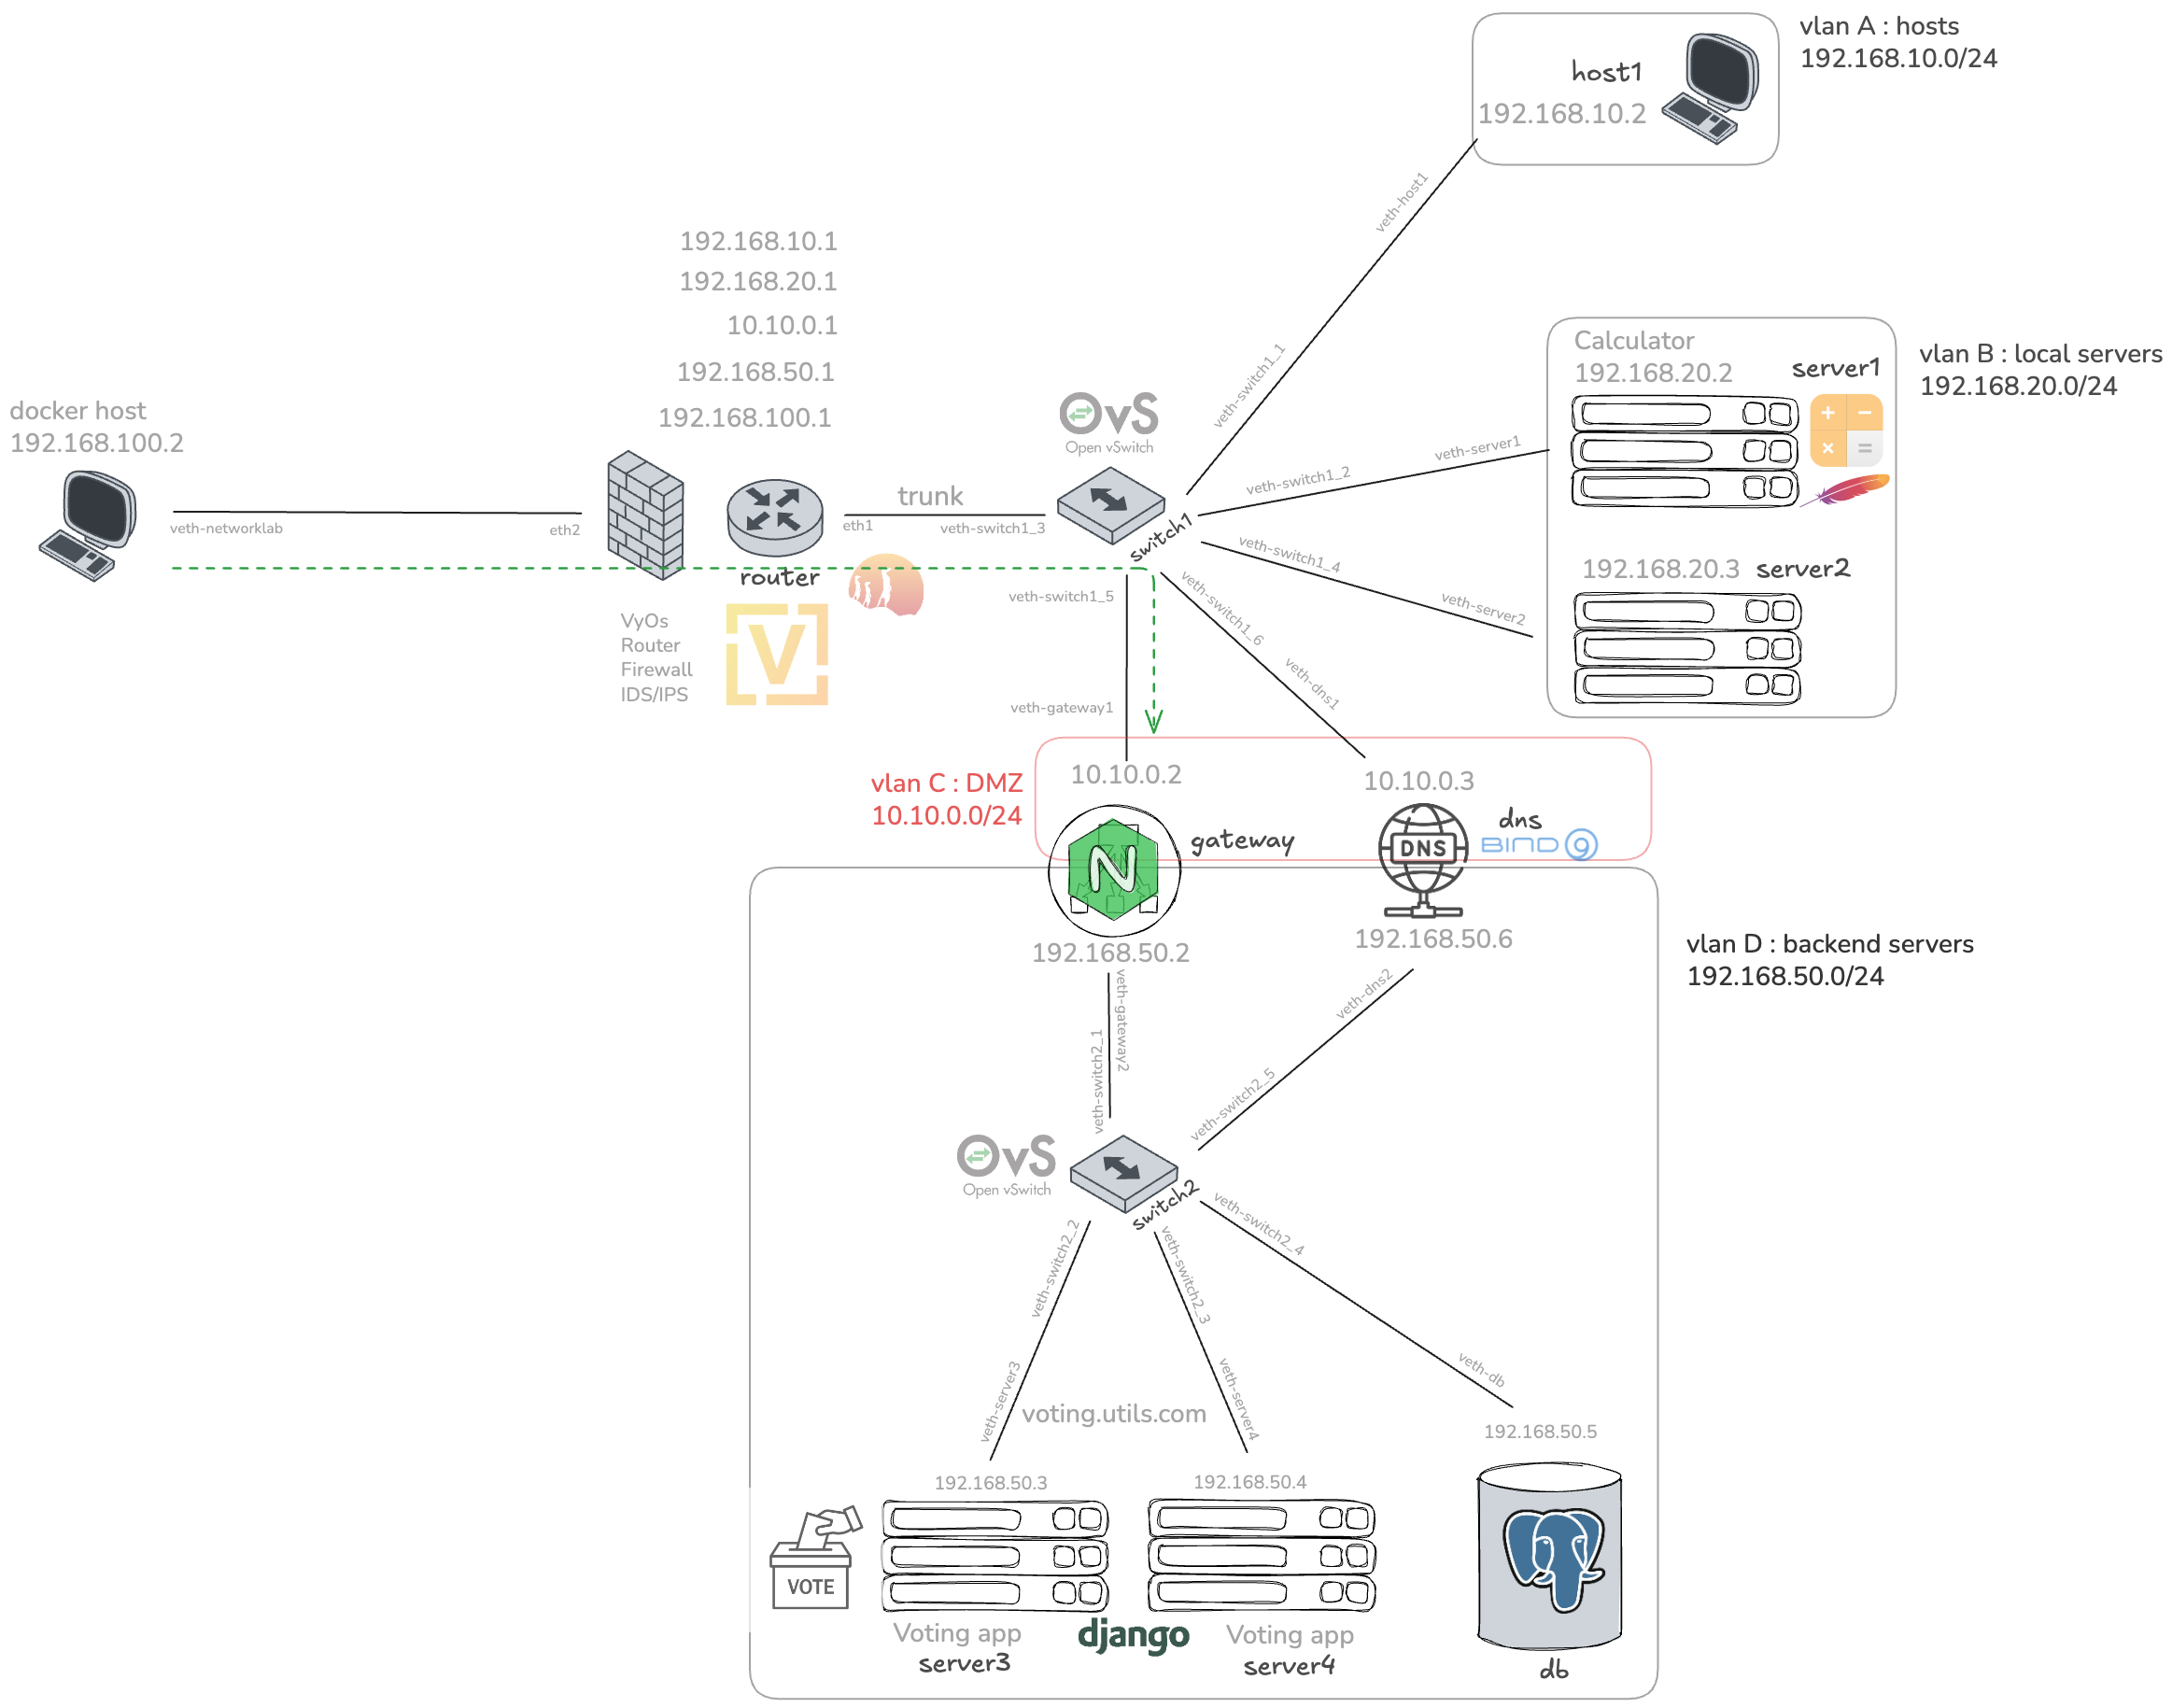 vlan A : hosts
192.168.10.0/24
host1
192.168.10.2
veth-host1
192.168.10.1
192.168.20.1
10.10.0.1
192.168.50.1
192.168.100.1
veth-switch1_1
Calculator
192.168.20.2
server1
+ −
× =
vlan B : local servers
192.168.20.0/24
docker host
192.168.100.2
OvS
Open vSwitch
veth-switch1_2
veth-server1
trunk
veth-networklab
eth2
eth1
veth-switch1_3
switch1
veth-switch1_4
veth-server2
192.168.20.3
server2
router
VyOs
Router
Firewall
IDS/IPS
V
veth-switch1_5
veth-switch1_6
veth-dns1
veth-gateway1
vlan C : DMZ
10.10.0.0/24
10.10.0.2
10.10.0.3
gateway
N
DNS
dns
BIND 9
192.168.50.2
192.168.50.6
vlan D : backend servers
192.168.50.0/24
veth-gateway2
veth-switch2_1
veth-dns2
veth-switch2_5
OvS
Open vSwitch
switch2
veth-switch2_2
veth-switch2_3
veth-switch2_4
veth-server3
veth-server4
veth-db
voting.utils.com
192.168.50.3
192.168.50.4
192.168.50.5
VOTE
Voting app
server3
django
Voting app
server4
db